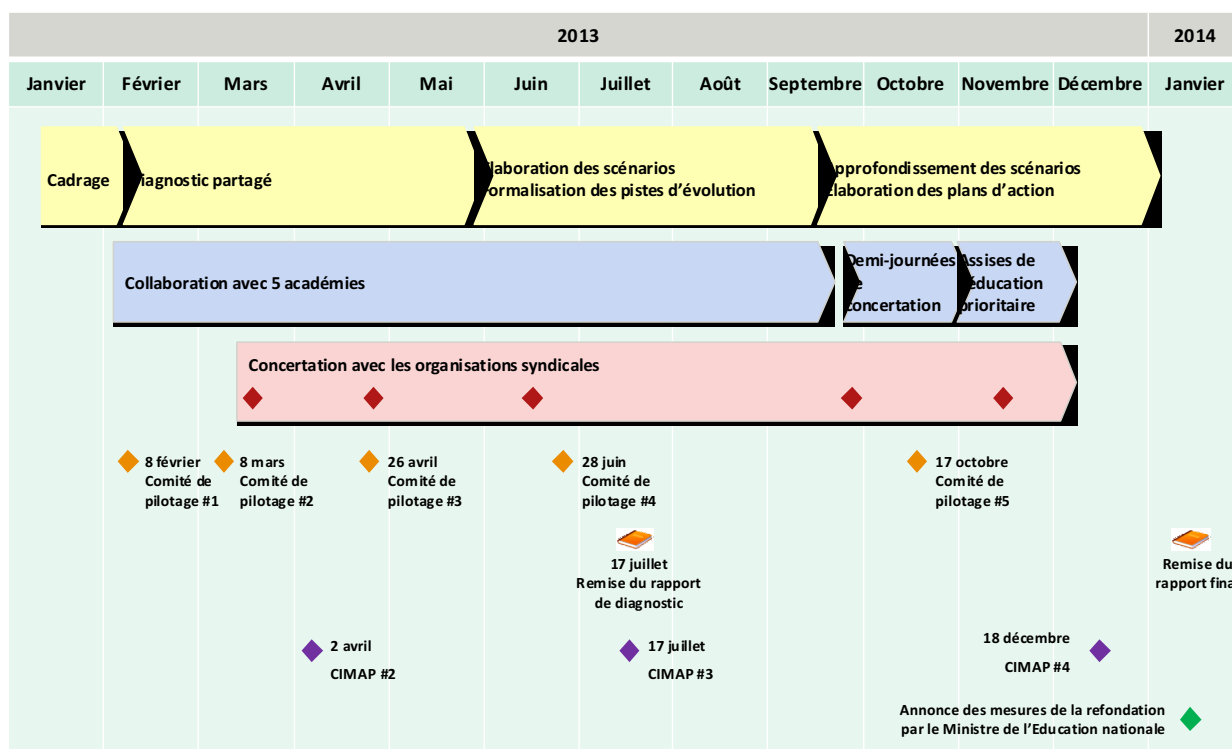 2013
2014
Janvier
Février
Mars
Avril
Mai
Juin
Juillet
Août
Septembre
Octobre
Novembre
Décembre
Janvier
Cadrage
iagnostic partagé
laboration des scénarios
ormalisation des pistes d’évolution
pprofondissement des scénarios
laboration des plans d’action
Collaboration avec 5 académies
Demi-journées
e
concertation
Assises de
éducation
prioritaire
Concertation avec les organisations syndicales
8 février
Comité de
pilotage #1
8 mars
Comité de
pilotage #2
26 avril
Comité de
pilotage #3
28 juin
Comité de
pilotage #4
17 octobre
Comité de
pilotage #5
17 juillet
Remise du rapport
de diagnostic
Remise du
rapport fina
2 avril
CIMAP #2
17 juillet
CIMAP #3
18 décembre
CIMAP #4
Annonce des mesures de la refondation
par le Ministre de l’Education nationale